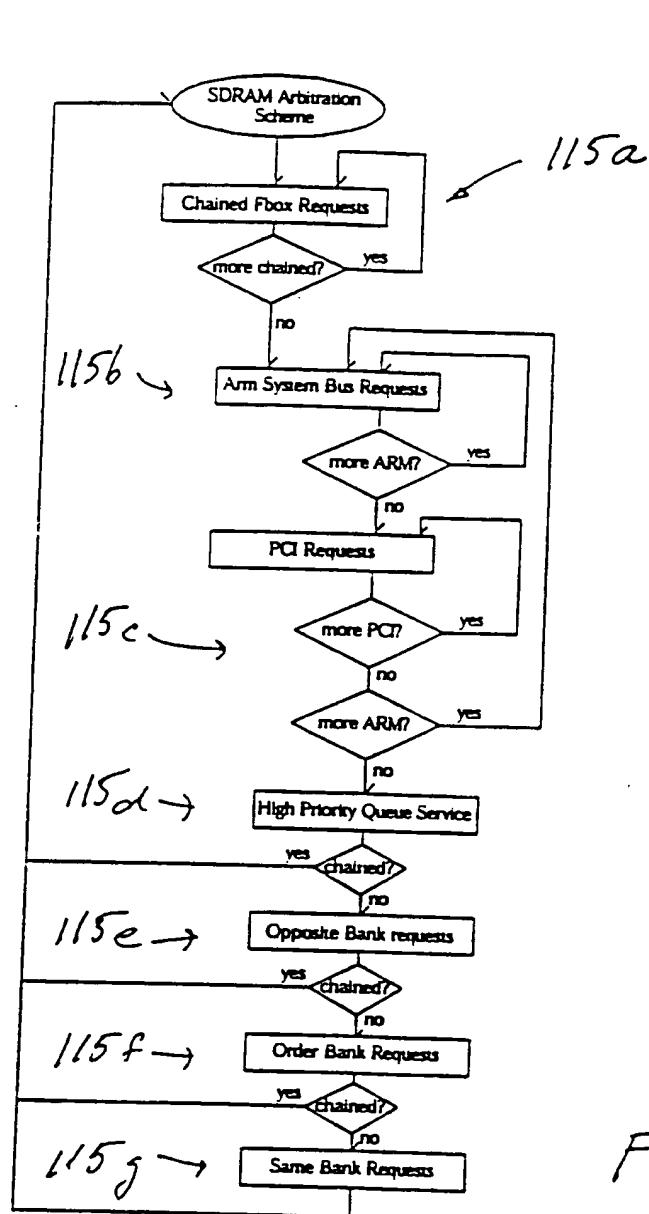 SDRAM Arbitration
Scheme
115a
Chained Fbox Requests
more chained?
yes
no
115b
Arm System Bus Requests
more ARM?
yes
no
PCI Requests
more PCI?
yes
115c
no
more ARM?
yes
no
115d
High Priority Queue Service
yes
chained?
no
115e
Opposite Bank requests
yes
chained?
no
115f
Order Bank Requests
yes
chained?
no
115g
Same Bank Requests
F